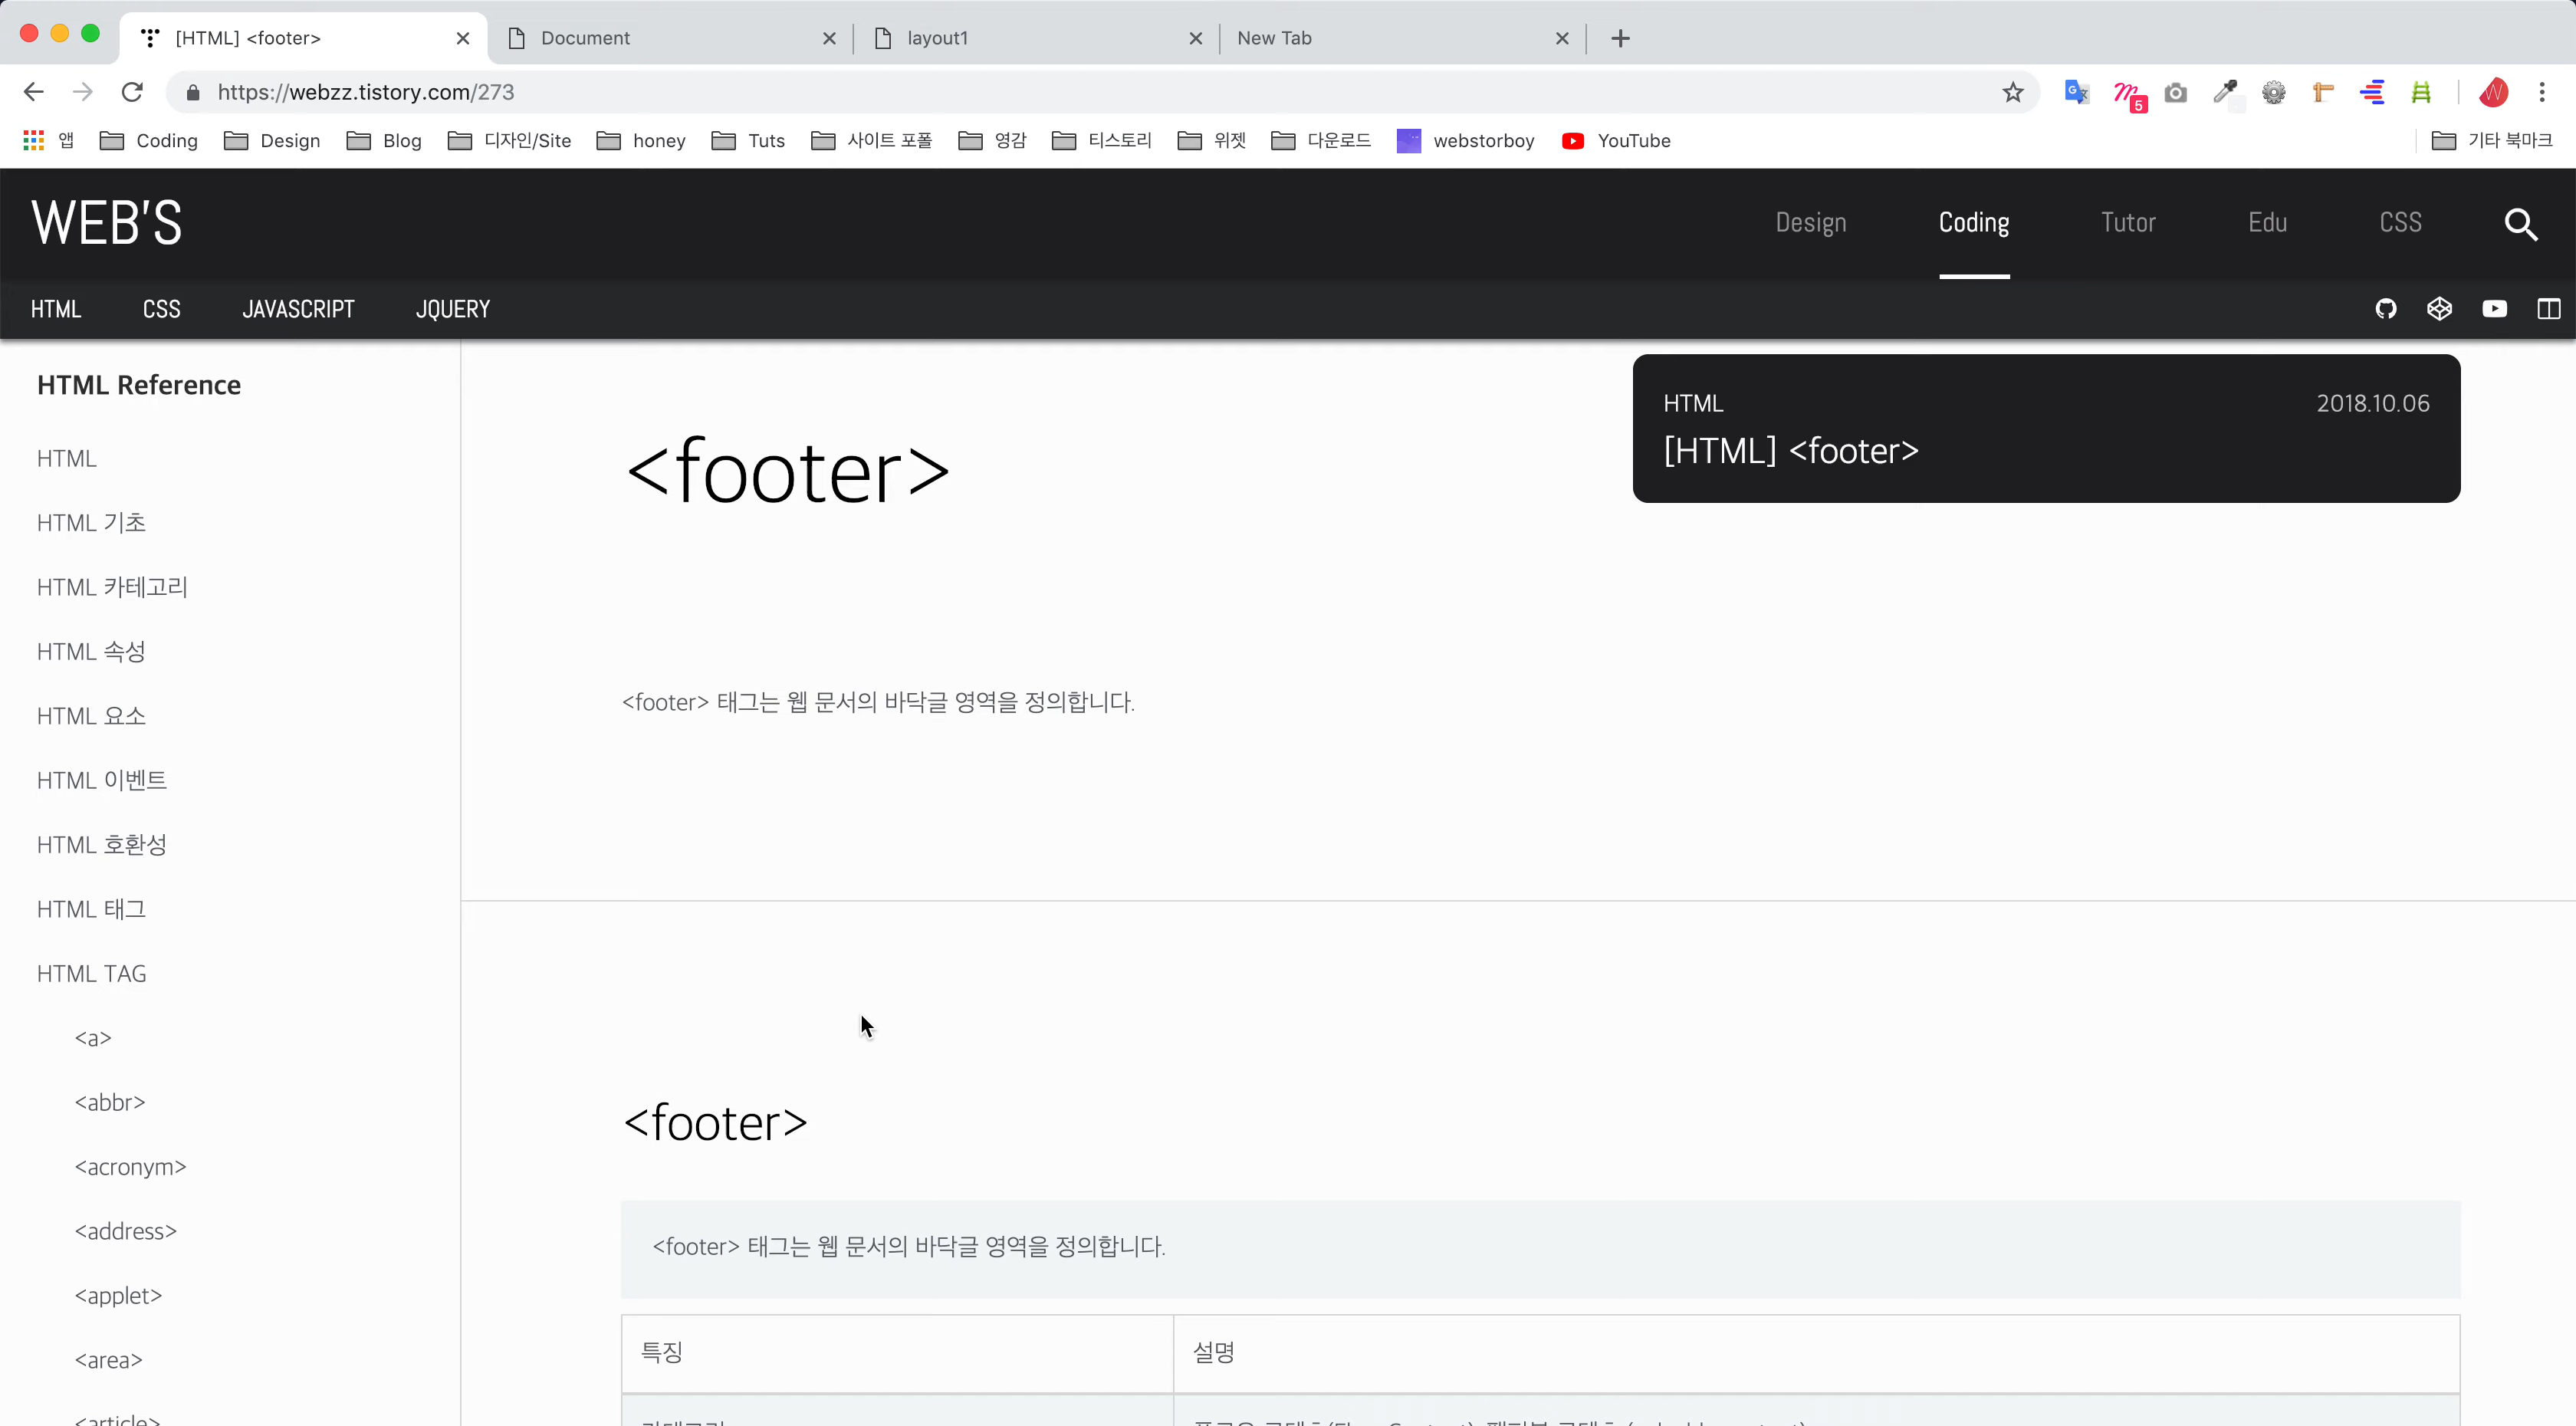 [HTML] <footer>
Document
layout1
New Tab
https://webzz.tistory.com/273
5
앱
Coding
Design
Blog
디자인/Site
honey
Tuts
사이트 포폴
영감
티스토리
위젯
다운로드
webstorboy
YouTube
기타 북마크
WEB'S
Design
Coding
Tutor
Edu
CSS
HTML
CSS
JAVASCRIPT
JQUERY
HTML Reference
HTML
HTML 기초
HTML 카테고리
HTML 속성
HTML 요소
HTML 이벤트
HTML 호환성
HTML 태그
HTML TAG
<a>
<abbr>
<acronym>
<address>
<applet>
<area>
<article>
<footer>
HTML
2018.10.06
[HTML] <footer>
<footer> 태그는 웹 문서의 바닥글 영역을 정의합니다.
<footer>
<footer> 태그는 웹 문서의 바닥글 영역을 정의합니다.
특징
설명